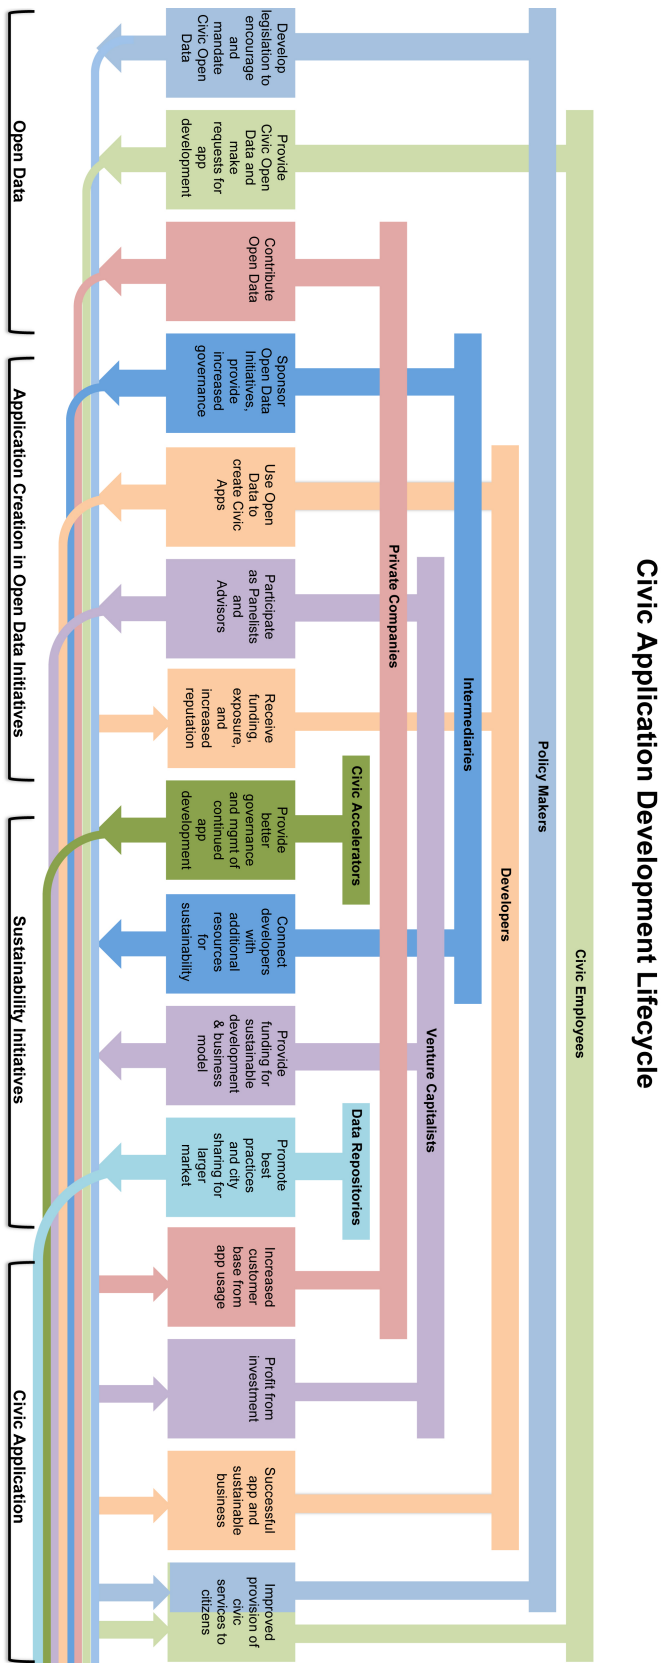 Civic Application Development Lifecycle
Civic Employees
Policy Makers
Developers
Intermediaries
Venture Capitalists
Private Companies
Civic Accelerators
Data Repositories
Develop
legislation to
encourage
and
mandate
Civic Open
Data
Provide
Civic Open
Data and
make
requests for
app
development
Contribute
Open Data
Sponsor
Open Data
Initiatives,
provide
increased
governance
Use Open
Data to
create Civic
Apps
Participate
as Panelists
and
Advisors
Receive
funding,
exposure,
and
increased
reputation
Provide
better
governance
and mgmt of
continued
app
development
Connect
developers
with
additional
resources
for
sustainability
Provide
funding for
sustainable
development
& business
model
Promote
best
practices
and city
sharing for
larger
market
Increased
customer
base from
app usage
Profit from
investment
Successful
app and
sustainable
business
Improved
provision of
civic
services to
citizens
Open Data
Application Creation in Open Data Initiatives
Sustainability Initiatives
Civic Application